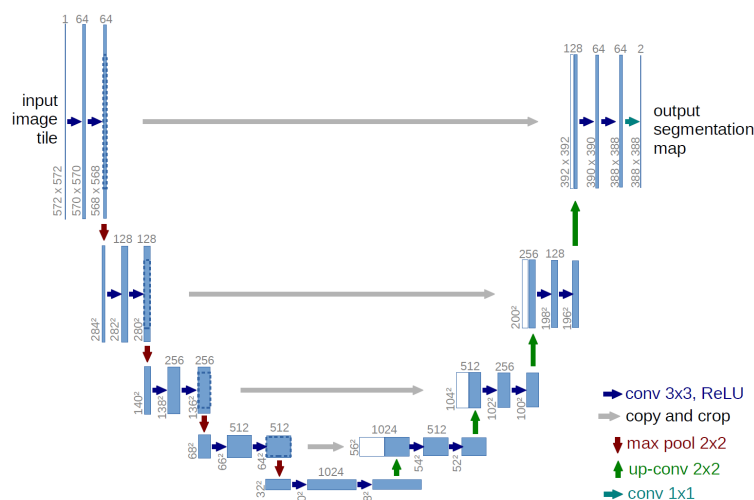 1 64 64
128 64 64 2
input
image
tile
output
segmentation
map
572 x 572
570 x 570
568 x 568
392 x 392
390 x 390
388 x 388
388 x 388
128 128
256 128
284²
282²
280²
200²
198²
196²
256 256
512 256
140²
138²
136²
104²
102²
100²
512 512
1024 512
68²
66²
64²
56²
54²
52²
1024
32²
conv 3x3, ReLU
copy and crop
max pool 2x2
up-conv 2x2
conv 1x1